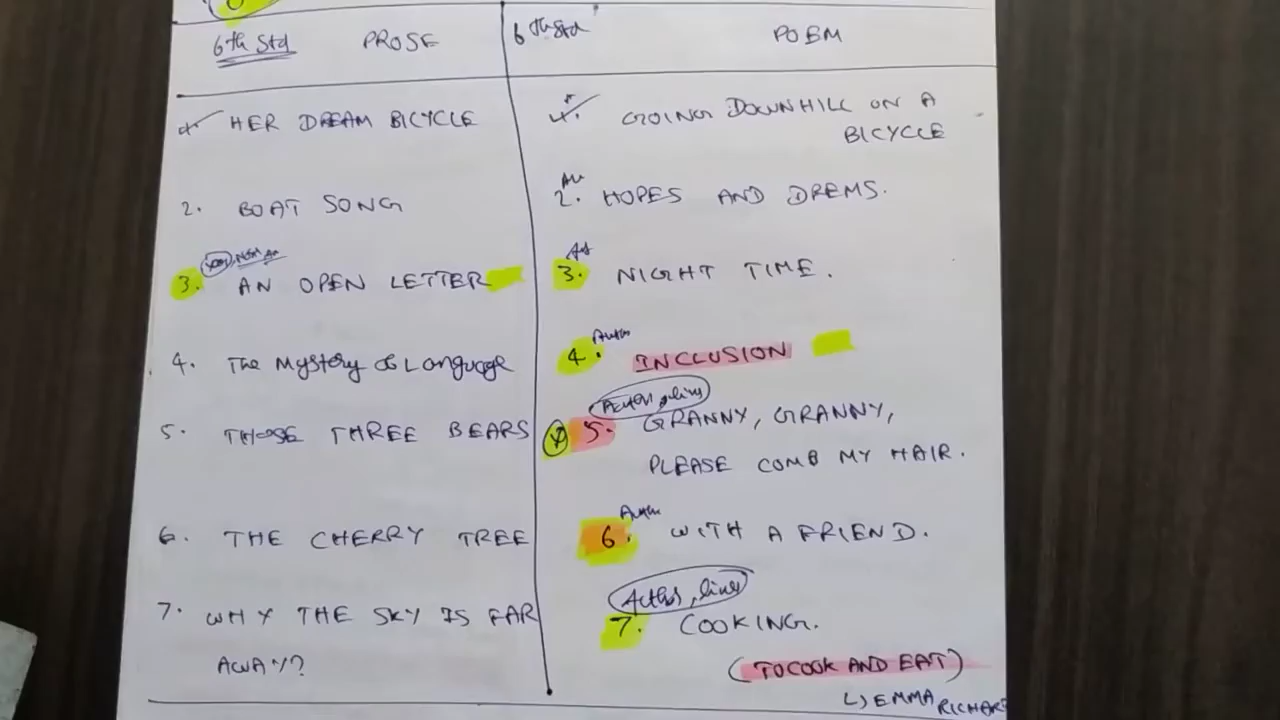 6th Std PROSE
HER DREAM BICYCLE
2. BOAT SONG
3. AN OPEN LETTER
4. The Mystery of Language
5. THOSE THREE BEARS
6. THE CHERRY TREE
7. WHY THE SKY IS FAR
AWAY?
6th Std POEM
GOING DOWNHILL ON A
BICYCLE
2. HOPES AND DREMS.
3. NIGHT TIME.
4. INCLUSION
5. GRANNY, GRANNY,
PLEASE COMB MY HAIR.
6. WITH A FRIEND.
7. COOKING.
(TO COOK AND EAT)
EMMA RICHAR